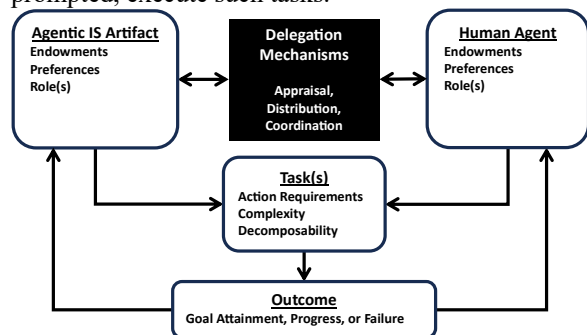 prompted, execute such tasks.
Agentic IS Artifact
Endowments
Preferences
Role(s)
Delegation
Mechanisms
Appraisal,
Distribution,
Coordination
Human Agent
Endowments
Preferences
Role(s)
Task(s)
Action Requirements
Complexity
Decomposability
Outcome
Goal Attainment, Progress, or Failure